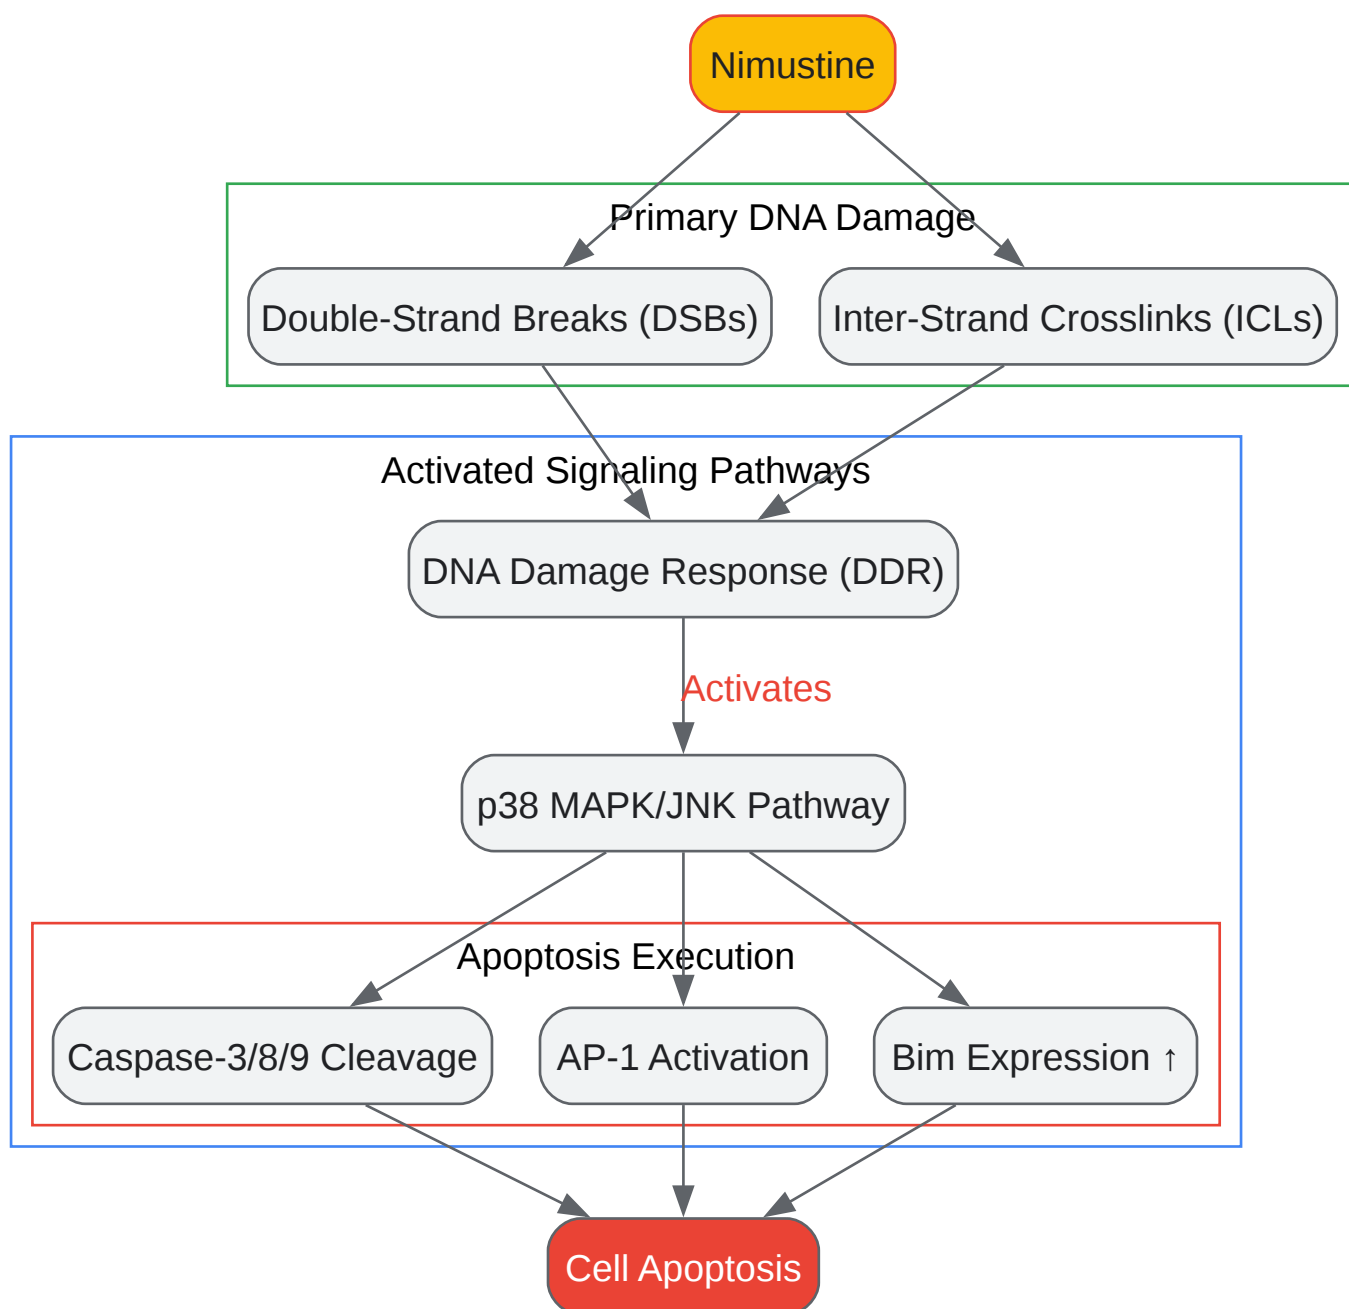 Nimustine
Primary DNA Damage
Double-Strand Breaks (DSBs)
Inter-Strand Crosslinks (ICLs)
Activated Signaling Pathways
DNA Damage Response (DDR)
Activates
p38 MAPK/JNK Pathway
Apoptosis Execution
Caspase-3/8/9 Cleavage
AP-1 Activation
Bim Expression ↑
Cell Apoptosis